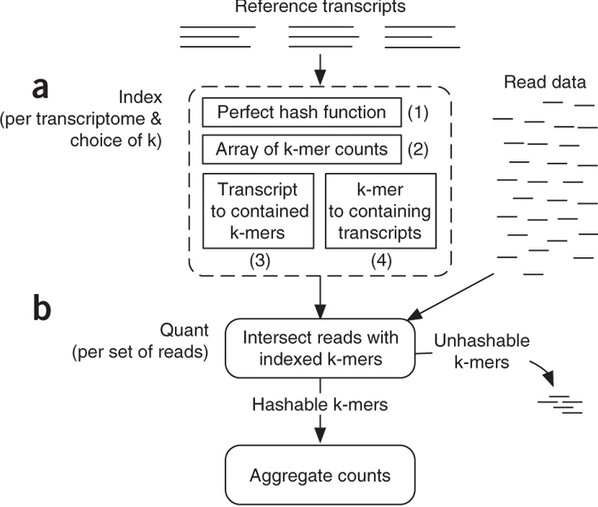 Reference transcripts
a
Index
(per transcriptome &
choice of k)
Read data
Perfect hash function
(1)
Array of k-mer counts
(2)
Transcript
to contained
k-mers
(3)
k-mer
to containing
transcripts
(4)
b
Quant
(per set of reads)
Intersect reads with
indexed k-mers
Unhashable
k-mers
Hashable k-mers
Aggregate counts